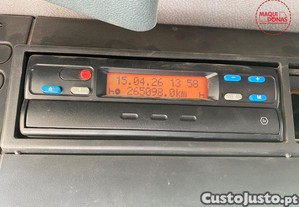 MAQUI
DONAS
15.04.26 13 58
265098.0km
CustoJusto.pt